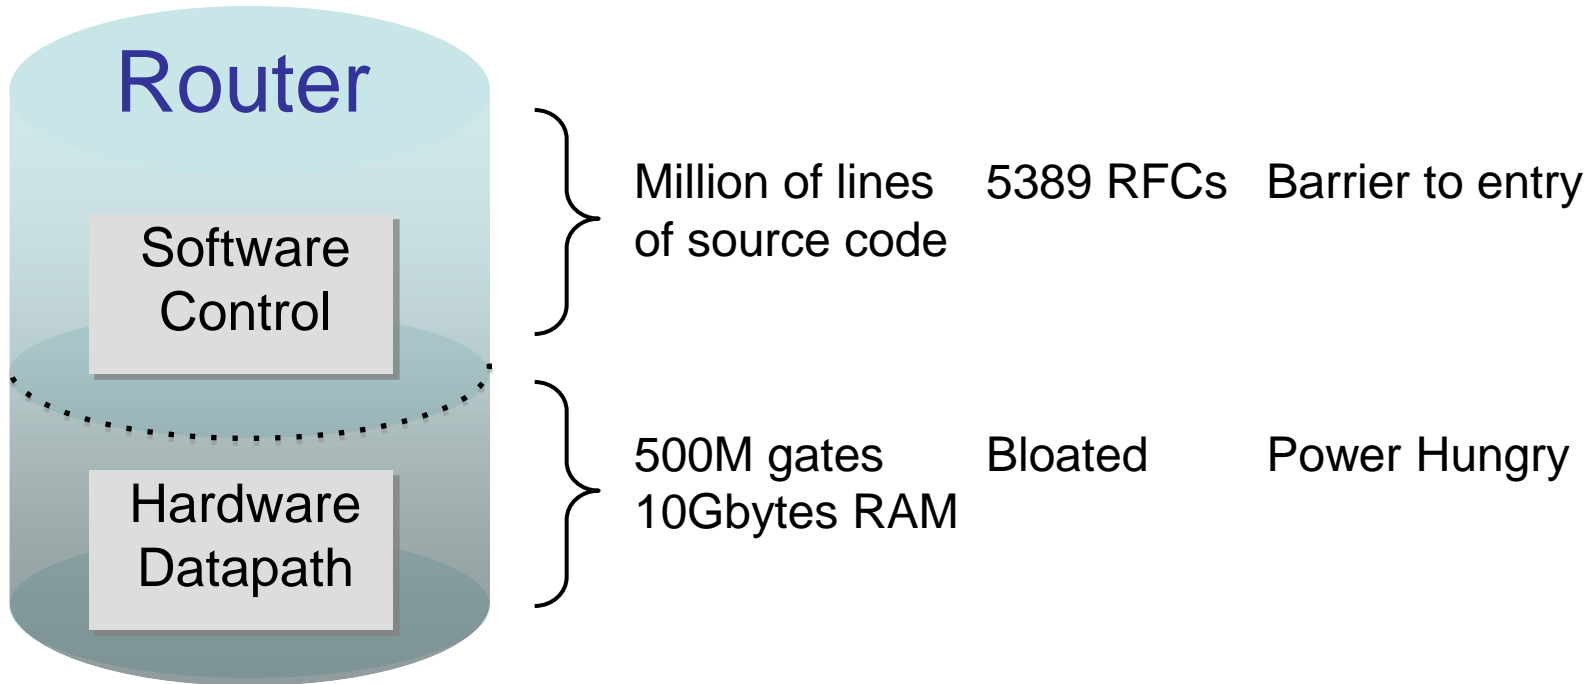 Router
Software
Control
Million of lines
of source code
5389 RFCs
Barrier to entry
Hardware
Datapath
500M gates
10Gbytes RAM
Bloated
Power Hungry